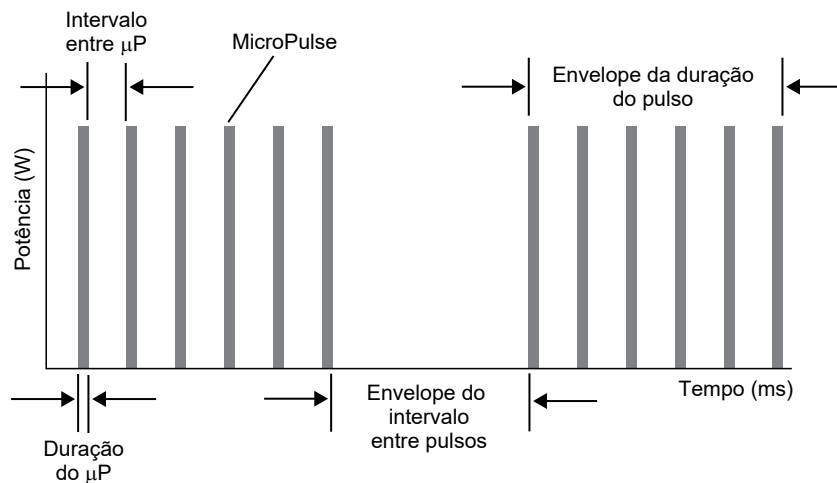 Intervalo
entre μP
MicroPulse
Envelope da duração
do pulso
Potência (W)
Tempo (ms)
Duração
do μP
Envelope do
intervalo
entre pulsos